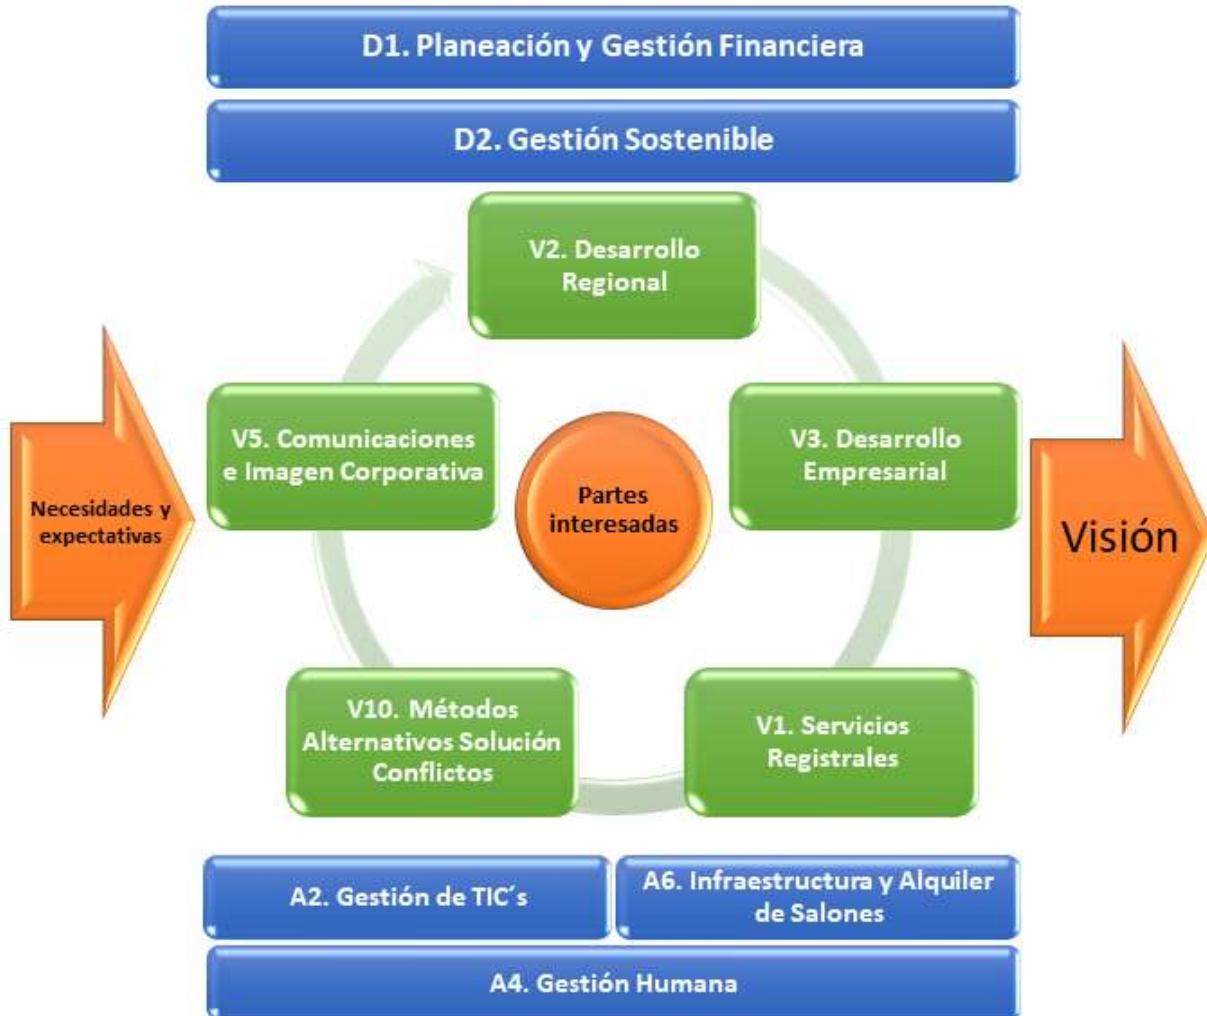 D1. Planeación y Gestión Financiera
D2. Gestión Sostenible
V2. Desarrollo
Regional
V5. Comunicaciones
e Imagen Corporativa
V3. Desarrollo
Empresarial
Necesidades y
expectativas
Partes
interesadas
Visión
V10. Métodos
Alternativos Solución
Conflictos
V1. Servicios
Registrales
A2. Gestión de TIC´s
A6. Infraestructura y Alquiler
de Salones
A4. Gestión Humana